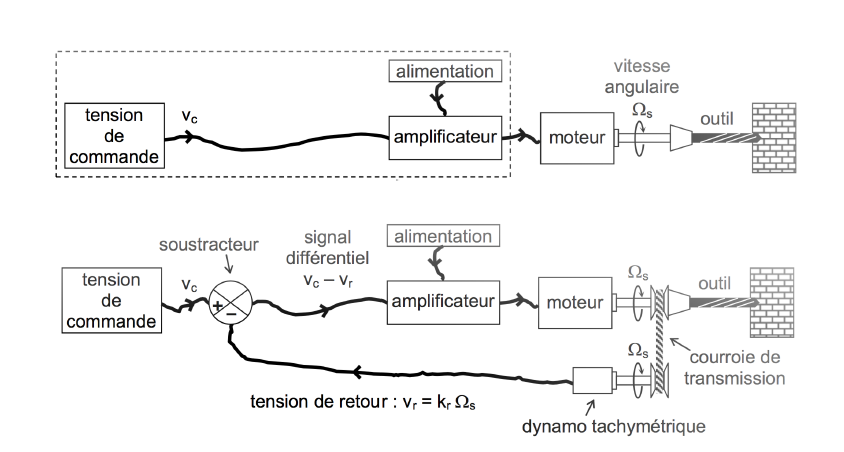 alimentation
vitesse
angulaire
Ωs
outil
tension
de
commande
vc
amplificateur
moteur
soustracteur
signal
différentiel
vc – vr
alimentation
Ωs
outil
tension
de
commande
vc
+
–
amplificateur
moteur
Ωs
courroie de
transmission
tension de retour : vr = kr Ωs
dynamo tachymétrique